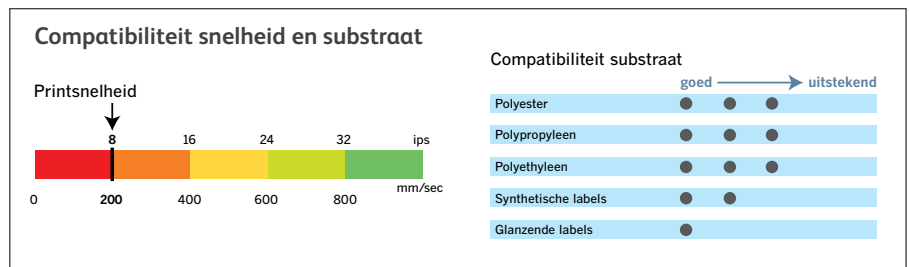 Compatibiliteit snelheid en substraat
Printsnelheid
8 16 24 32 ips
mm/sec
0 200 400 600 800
Compatibiliteit substraat
goed uitstekend
Polyester
Polypropyleen
Polyethyleen
Synthetische labels
Glanzende labels